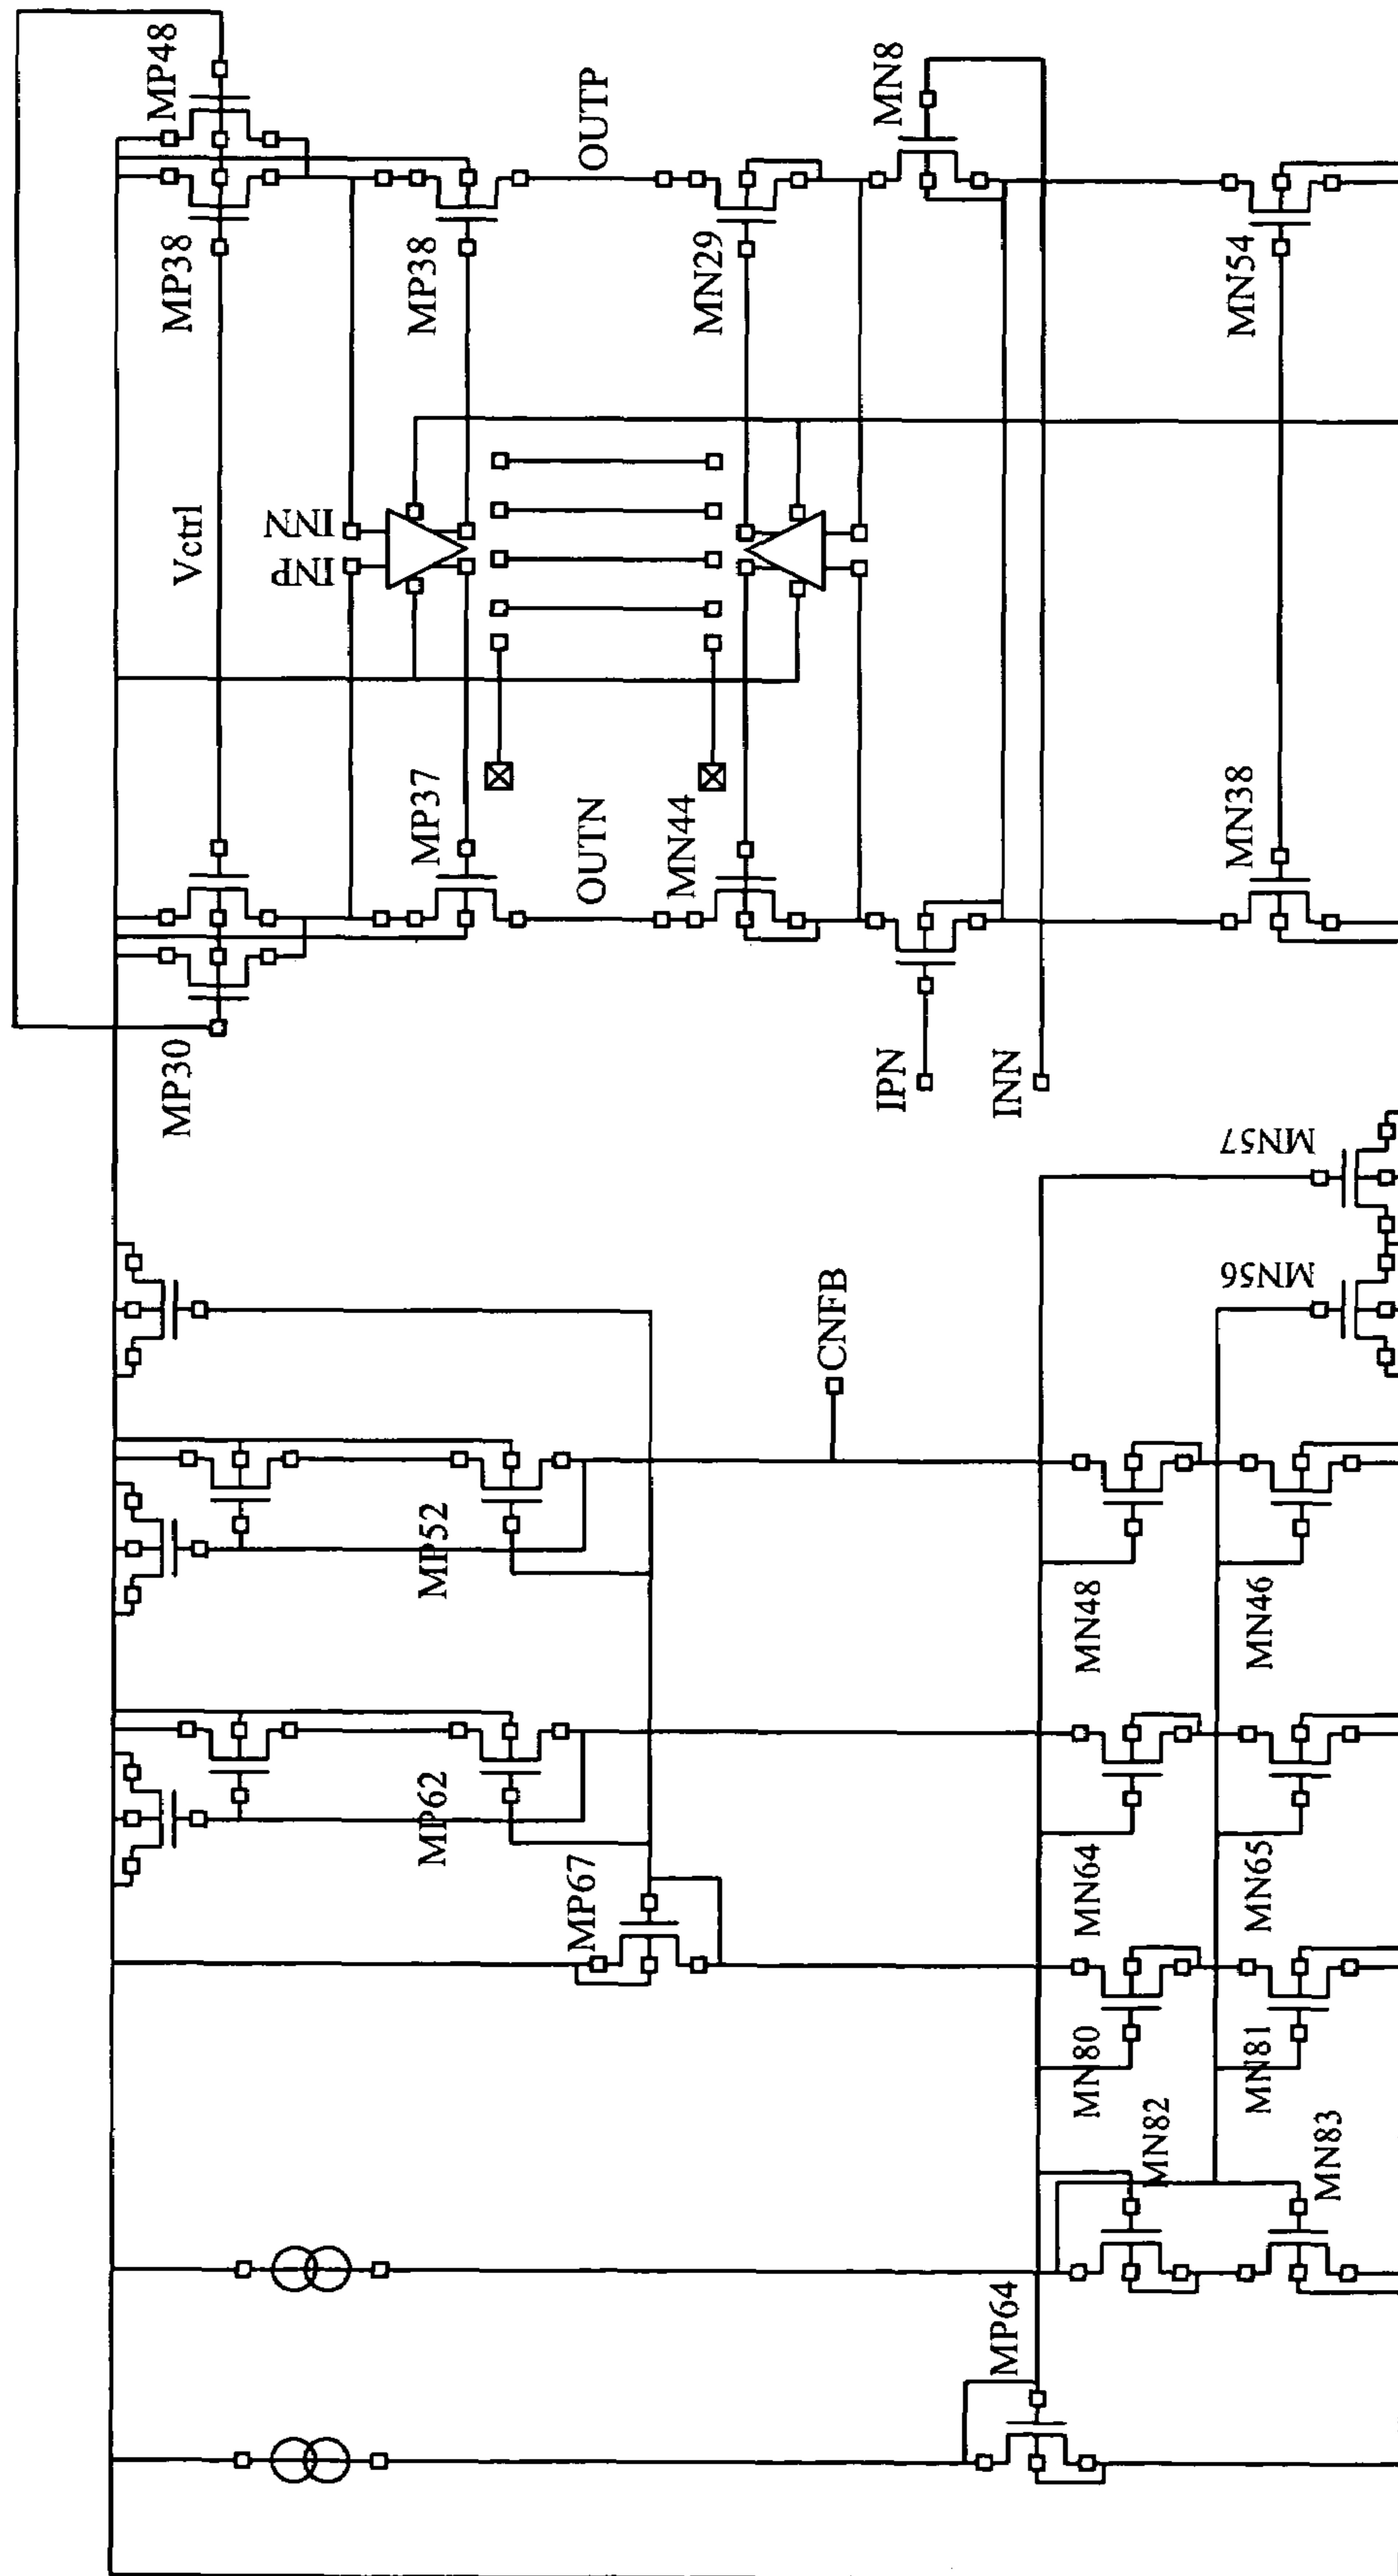 MP48
MP38
Vctrl
MP30
INN
INP
MP38
MP37
OUTP
OUTN
MN29
MN44
MN8
IPN
INN
MN54
MN38
MN57
MN56
CNFB
MP52
MP62
MP67
MN48
MN46
MN64
MN65
MN80
MN81
MN82
MN83
MP64